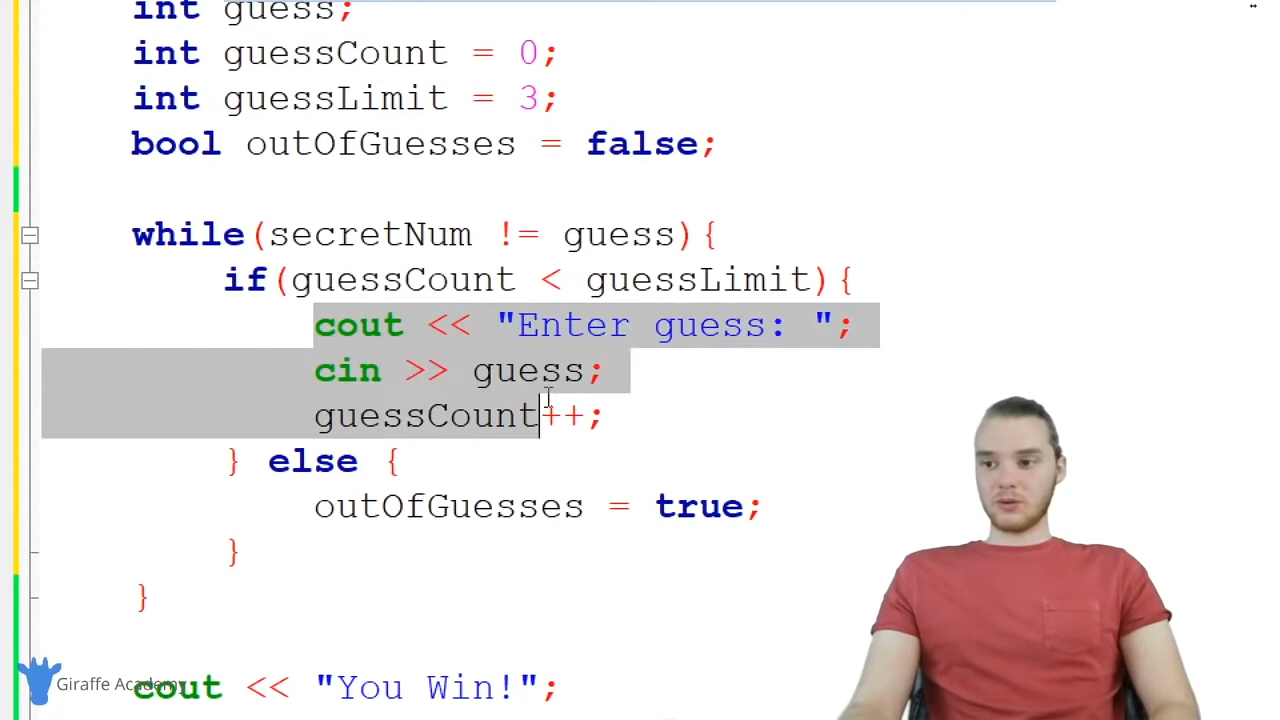 int guess;
int guessCount = 0;
int guessLimit = 3;
bool outOfGuesses = false;
while(secretNum != guess){
if(guessCount < guessLimit){
cout << "Enter guess: ";
cin >> guess;
guessCount++;
} else {
outOfGuesses = true;
}
}
cout << "You Win!";
Giraffe Academy